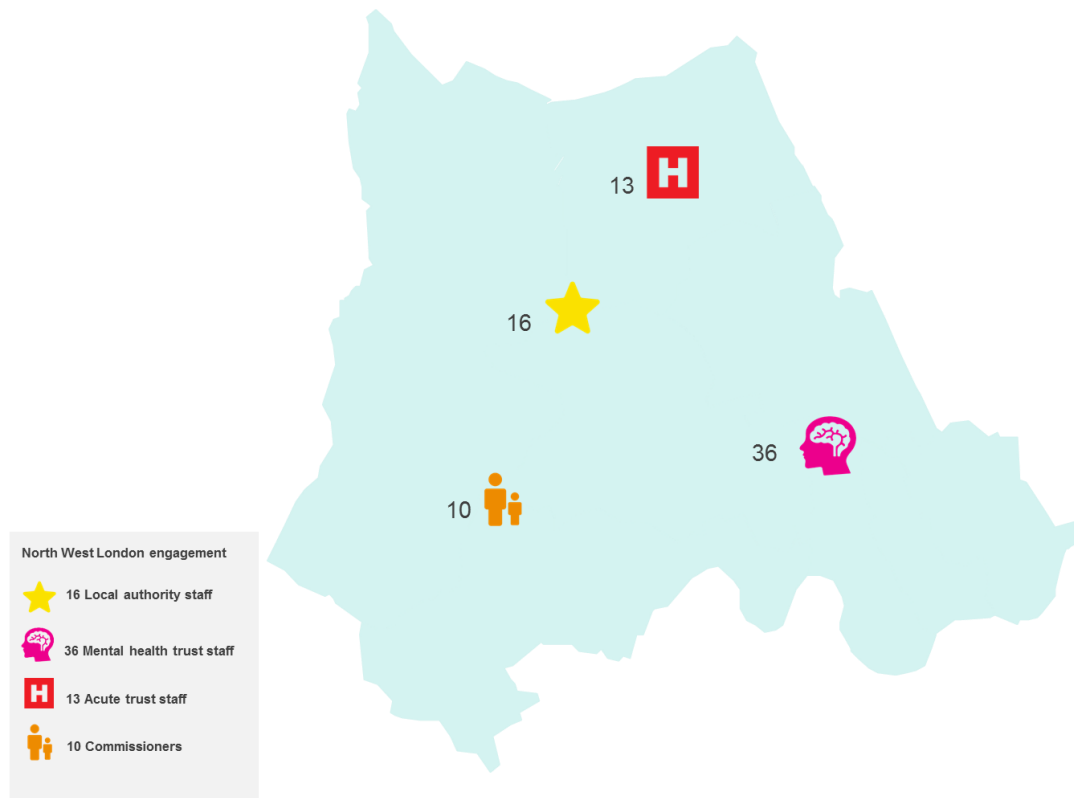 13
H
16
36
10
North West London engagement
16 Local authority staff
36 Mental health trust staff
H
13 Acute trust staff
10 Commissioners